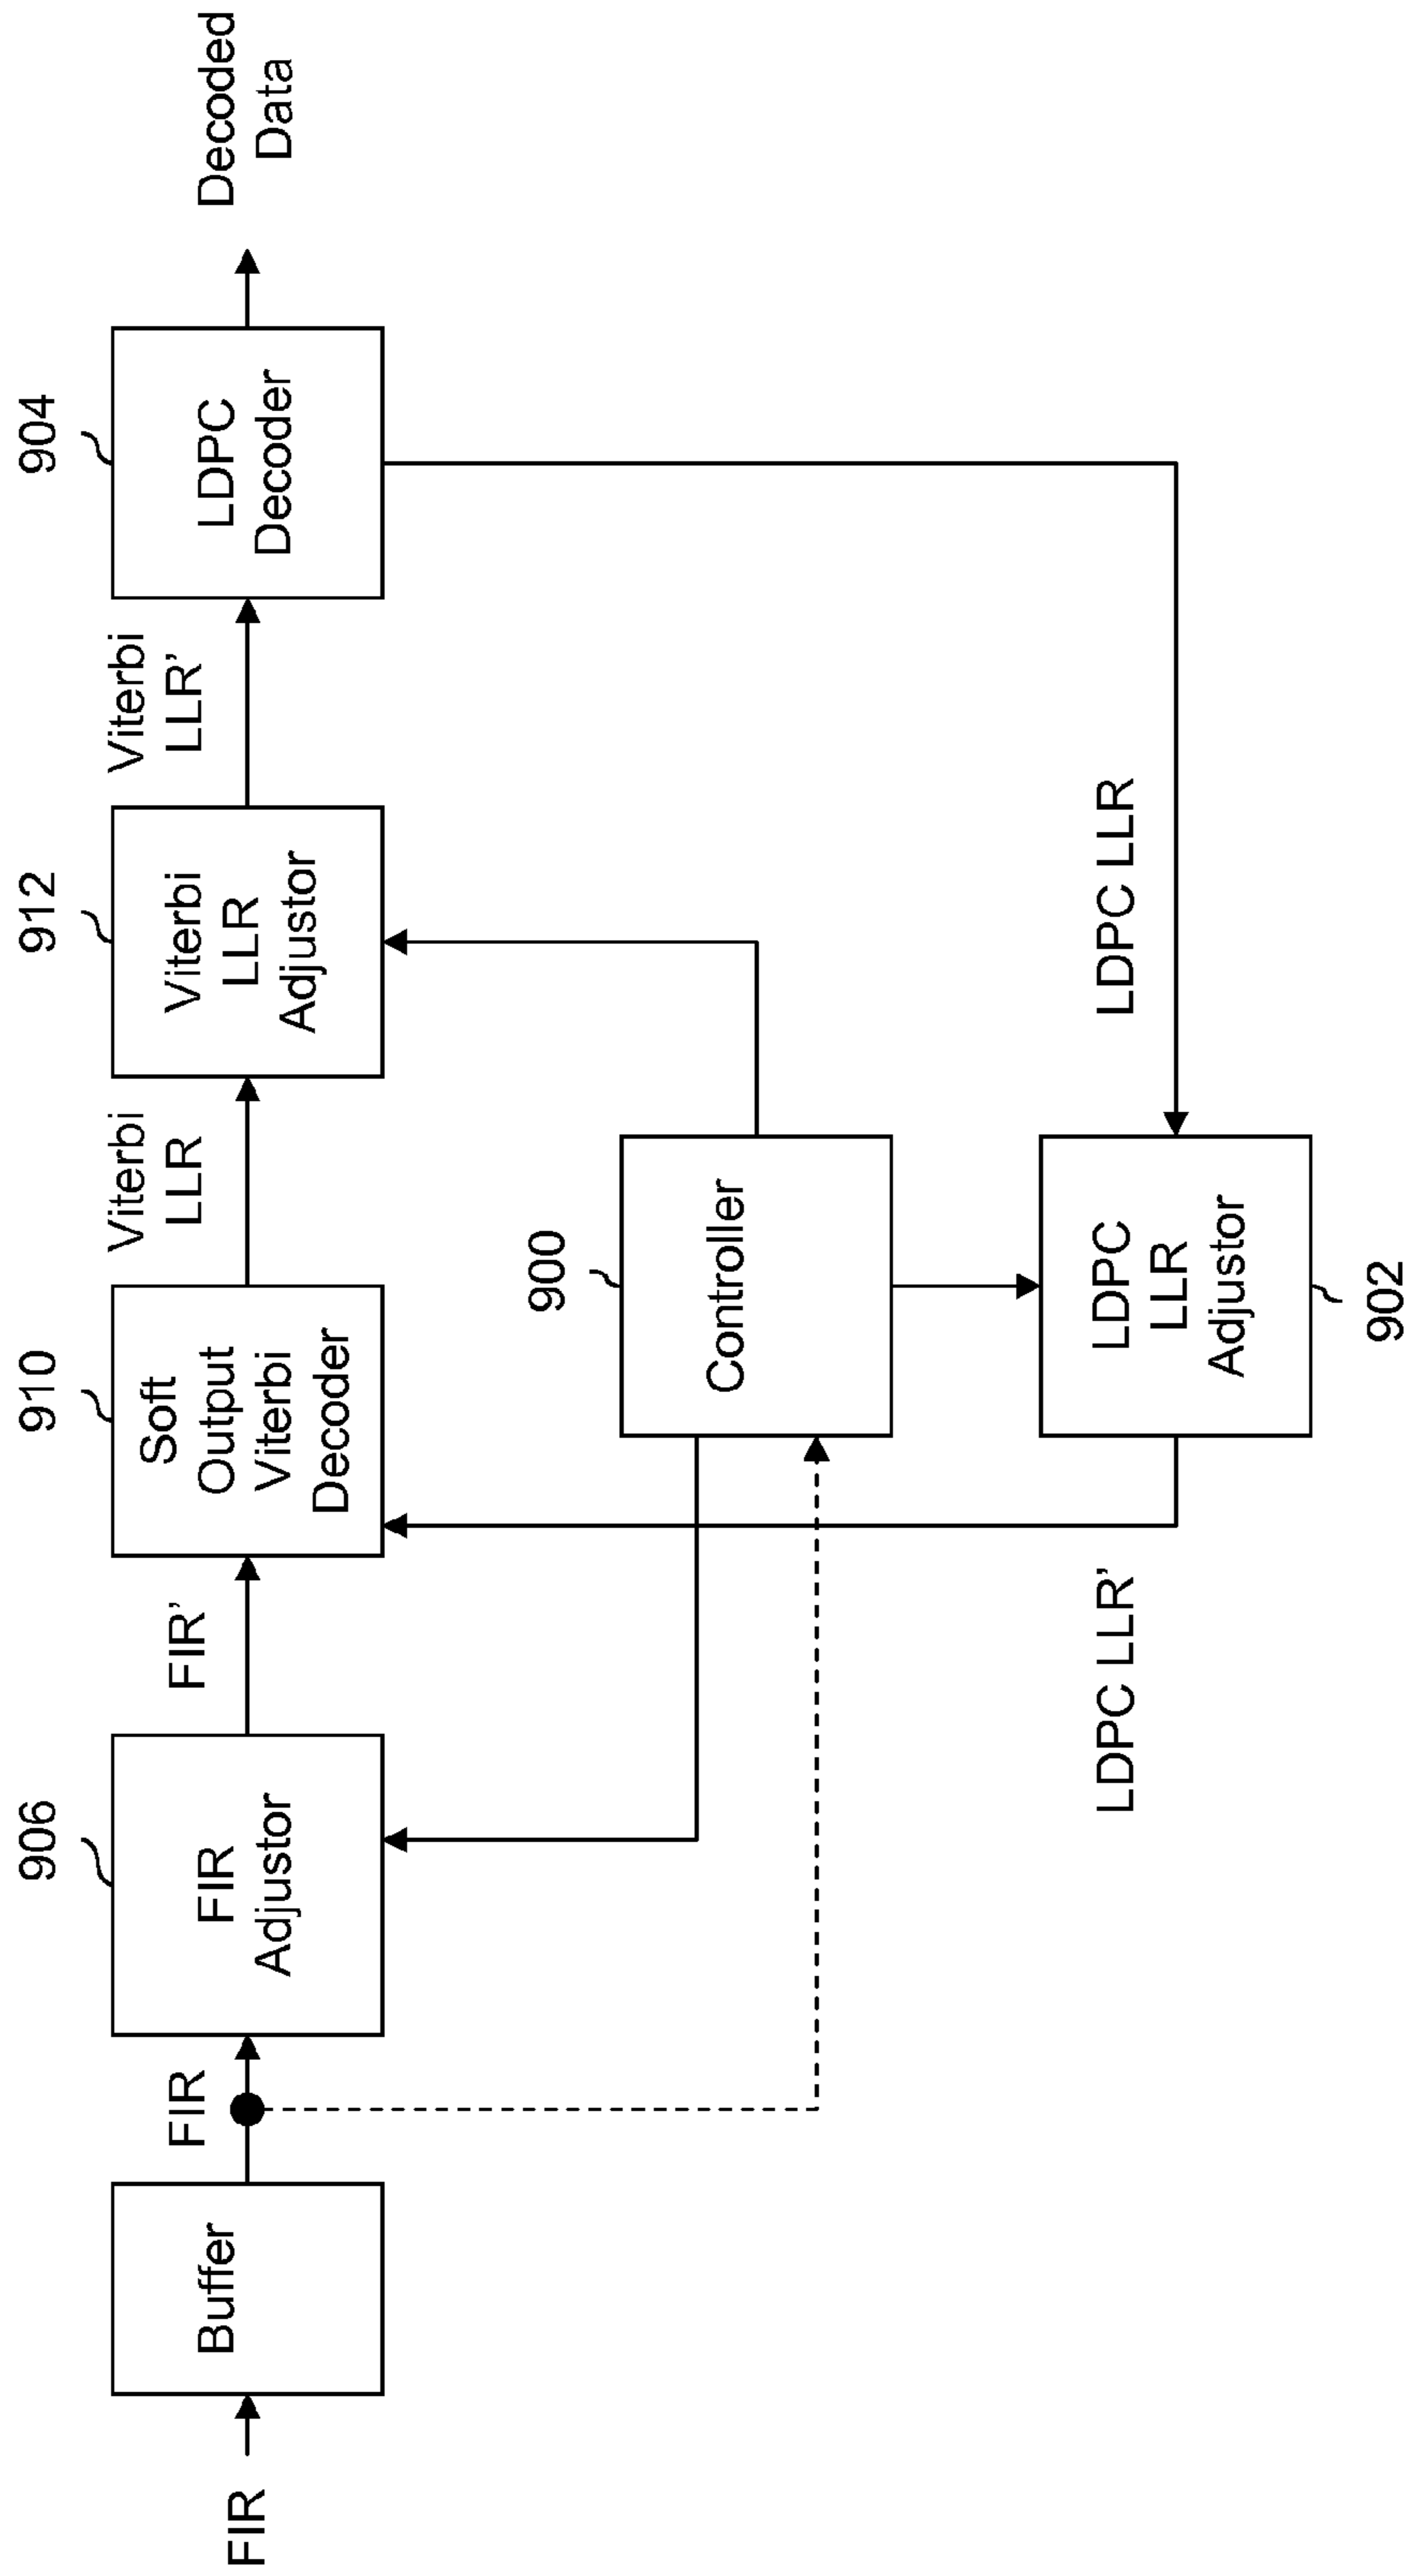 FIR
Buffer
FIR
906
FIR
Adjustor
FIR'
910
Soft
Output
Viterbi
Decoder
Viterbi
LLR
912
Viterbi
LLR
Adjustor
Viterbi
LLR'
904
LDPC
Decoder
Decoded
Data
900
Controller
LDPC LLR'
LDPC
LLR
Adjustor
902
LDPC LLR